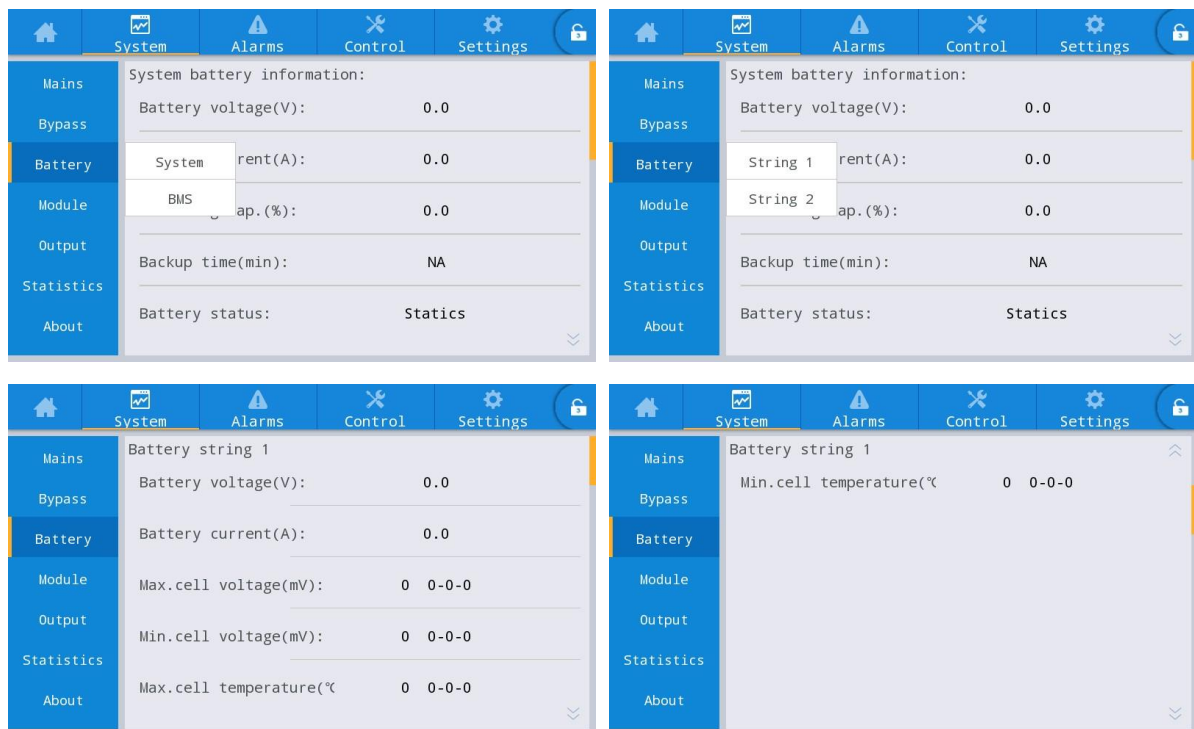 System Alarms Control Settings
3
Mains
Bypass
Battery
Module
Output
Statistics
About
System battery information:
Battery voltage(V): 0.0
System rent(A): 0.0
BMS ap.(%): 0.0
Backup time(min): NA
Battery status: Statics
System Alarms Control Settings
3
Mains
Bypass
Battery
Module
Output
Statistics
About
System battery information:
Battery voltage(V): 0.0
String 1 rent(A): 0.0
String 2 ap.(%): 0.0
Backup time(min): NA
Battery status: Statics
System Alarms Control Settings
3
Mains
Bypass
Battery
Module
Output
Statistics
About
Battery string 1
Battery voltage(V): 0.0
Battery current(A): 0.0
Max.cell voltage(mV): 0 0-0-0
Min.cell voltage(mV): 0 0-0-0
Max.cell temperature(℃ 0 0-0-0
System Alarms Control Settings
3
Mains
Bypass
Battery
Module
Output
Statistics
About
Battery string 1
Min.cell temperature(℃ 0 0-0-0